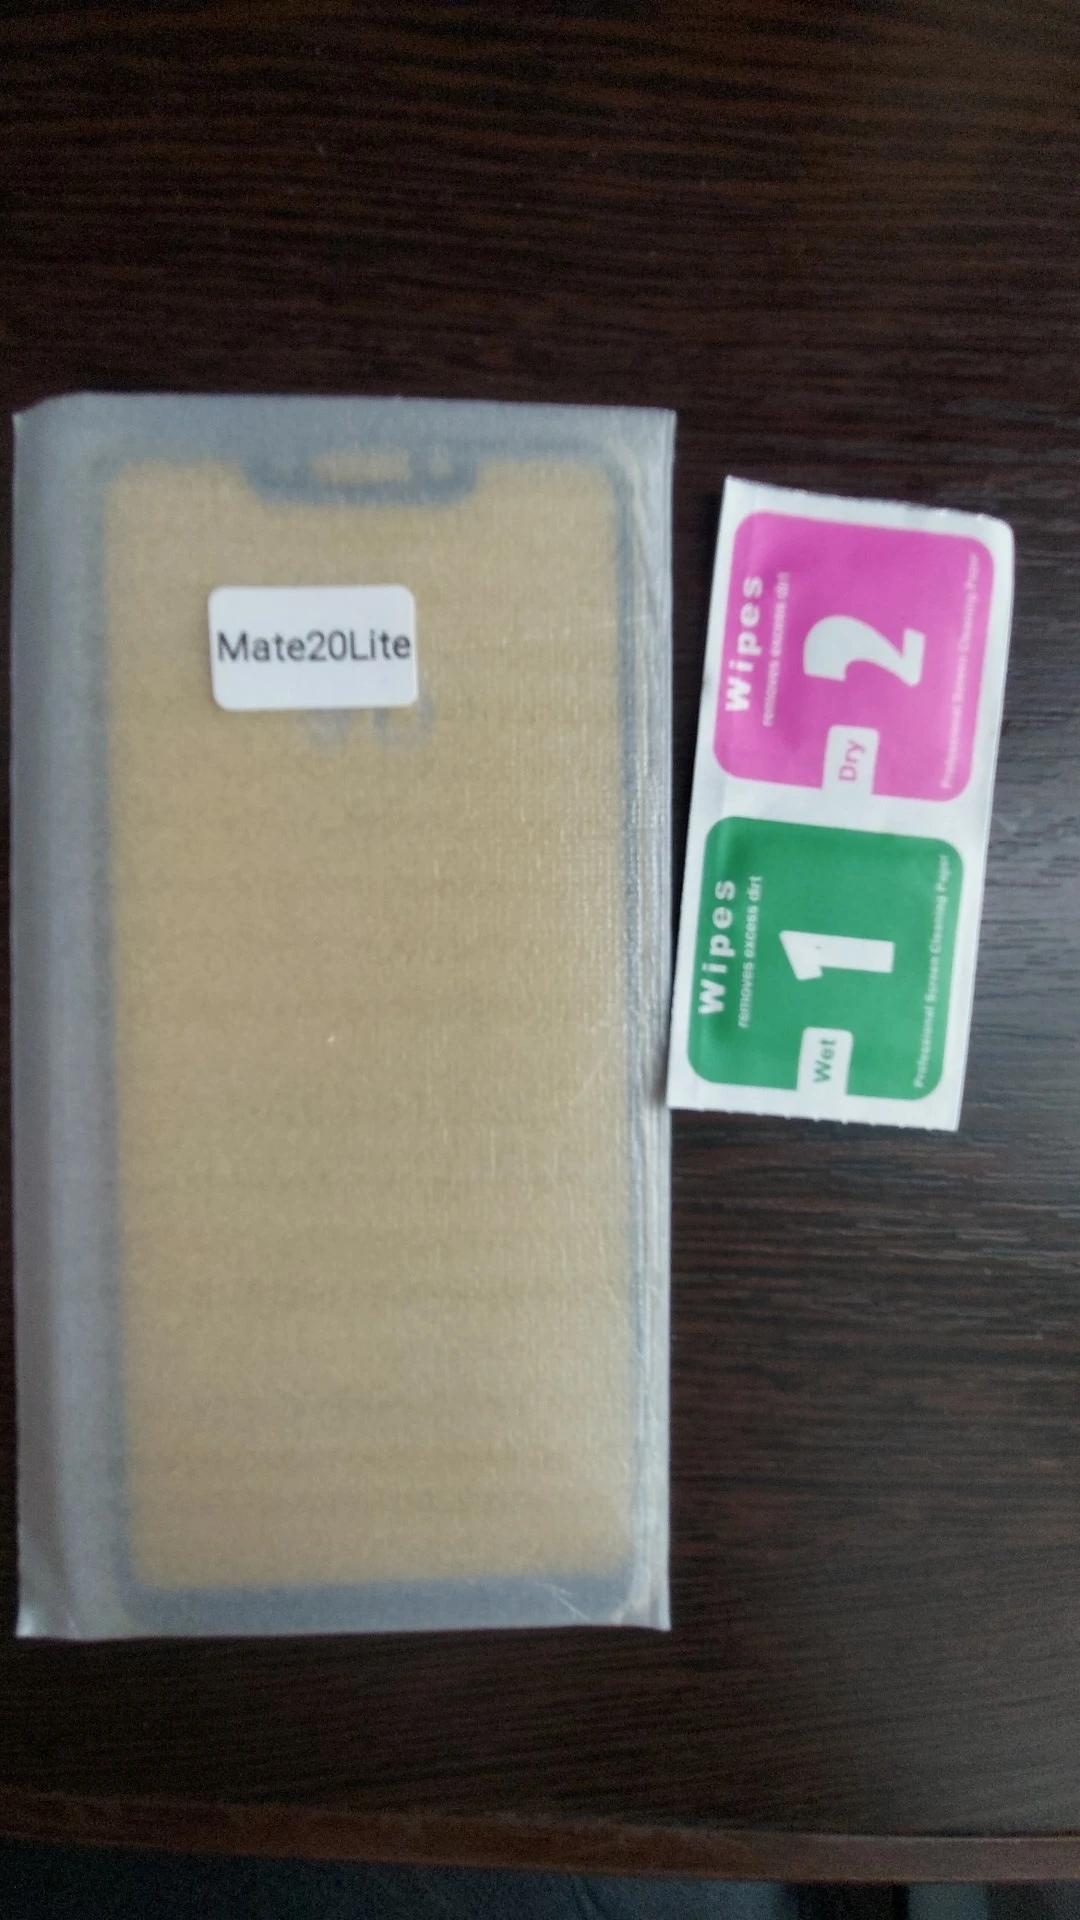 Mate20Lite
Wipes
removes excess dirt
2
Dry
Professional Screen Cleaning Paper
Wipes
removes excess dirt
1
Wet
Professional Screen Cleaning Paper